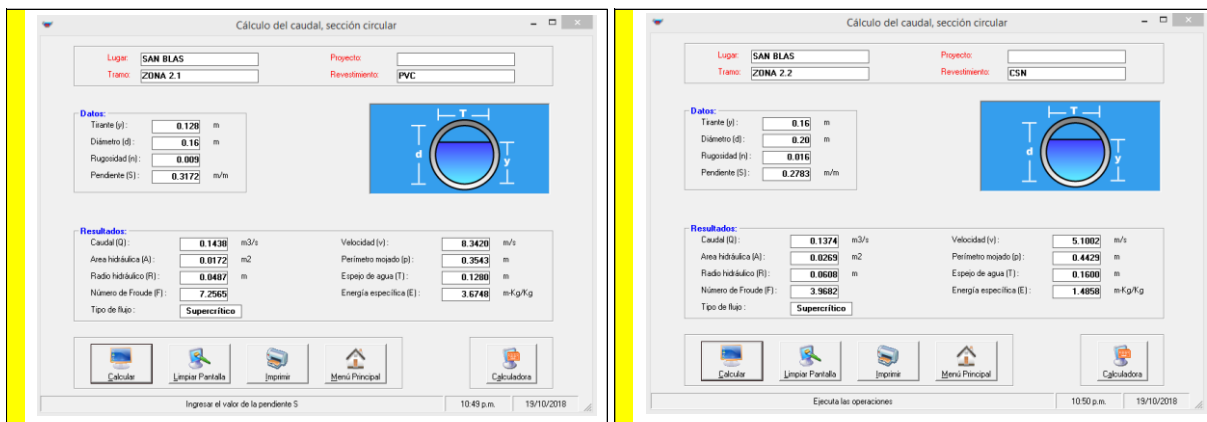 Cálculo del caudal, sección circular
Lugar: SAN BLAS Proyecto:
Tramo: ZONA 2.1 Revestimiento: PVC
Datos:
Tirante (y) : 0.128 m
Diámetro (d) : 0.16 m
Rugosidad (n) : 0.009
Pendiente (S) : 0.3172 m/m
T
d
y
Resultados:
Caudal (Q) : 0.1438 m3/s Velocidad (v) : 8.3420 m/s
Area hidráulica (A) : 0.0172 m2 Perímetro mojado (p) : 0.3543 m
Radio hidráulico (R) : 0.0487 m Espejo de agua (T) : 0.1280 m
Número de Froude (F) : 7.2565 Energía específica (E) : 3.6748 m-Kg/Kg
Tipo de flujo : Supercrítico
Calcular Limpiar Pantalla Imprimir Menú Principal Calculadora
Ingresar el valor de la pendiente S 10:49 p.m. 19/10/2018
Cálculo del caudal, sección circular
Lugar: SAN BLAS Proyecto:
Tramo: ZONA 2.2 Revestimiento: CSN
Datos:
Tirante (y) : 0.16 m
Diámetro (d) : 0.20 m
Rugosidad (n) : 0.016
Pendiente (S) : 0.2783 m/m
T
d
y
Resultados:
Caudal (Q) : 0.1374 m3/s Velocidad (v) : 5.1002 m/s
Area hidráulica (A) : 0.0269 m2 Perímetro mojado (p) : 0.4429 m
Radio hidráulico (R) : 0.0608 m Espejo de agua (T) : 0.1600 m
Número de Froude (F) : 3.9682 Energía específica (E) : 1.4858 m-Kg/Kg
Tipo de flujo : Supercrítico
Calcular Limpiar Pantalla Imprimir Menú Principal Calculadora
Ejecuta las operaciones 10:50 p.m. 19/10/2018